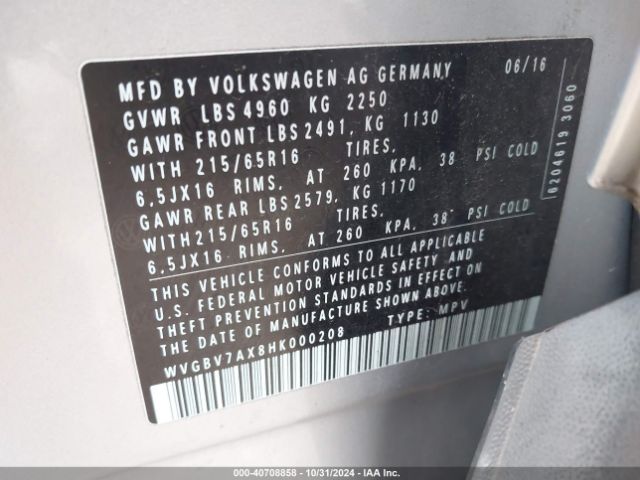 MFD BY VOLKSWAGEN AG GERMANY 06/16
GVWR LBS 4960 KG 2250
GAWR FRONT LBS 2491, KG 1130
WITH 215/65R16 TIRES,
6,5JX16 RIMS, AT 260 KPA, 38 PSI COLD
GAWR REAR LBS 2579, KG 1170
WITH 215/65R16 TIRES,
6,5JX16 RIMS, AT 260 KPA, 38 PSI COLD
THIS VEHICLE CONFORMS TO ALL APPLICABLE
U.S. FEDERAL MOTOR VEHICLE SAFETY AND
THEFT PREVENTION STANDARDS IN EFFECT ON
THE DATE OF MANUFACTURE SHOWN ABOVE.
WVGBV7AX8HK000208 TYPE: MPV
6204619 3060
000-40708858 - 10/31/2024 - IAA Inc.